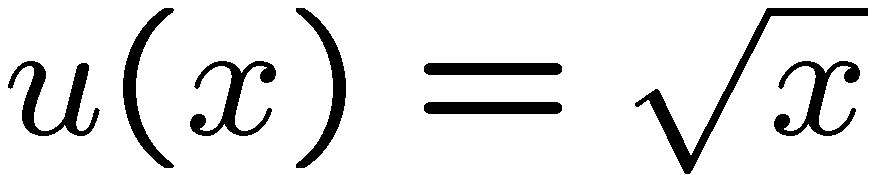 u(x) = √x